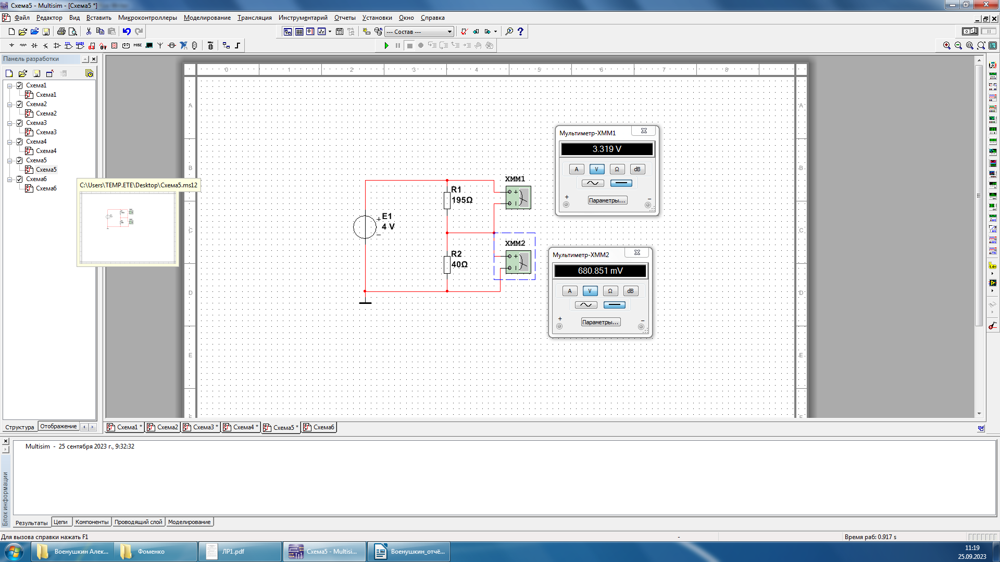 Схема5 - Multisim - [Схема5 *]
Файл Редактор Вид Вставить Микроконтроллеры Моделирование Трансляция Инструментарий Отчеты Установки Окно Справка
--- Состав ---
MISC
Панель разработки
Схема1
Схема1
Схема2
Схема2
Схема3
Схема3
Схема4
Схема4
Схема5
Схема5
Схема6
Схема6
C:\Users\TEMP.ETE\Desktop\Схема5.ms12
Структура Отображение
0 1 2 3 4 5 6 7 8
A A
B B
C C
D D
E E
E1
4 V
+
−
R1
195Ω
R2
40Ω
XMM1
XMM2
Мультиметр-XMM1
3.319 V
A V Ω dB
+ Параметры... −
Мультиметр-XMM2
680.851 mV
A V Ω dB
+ Параметры... −
Схема1 * Схема2 Схема3 * Схема4 * Схема5 * Схема6
Multisim - 25 сентября 2023 г., 9:32:32
Блок информации
Результаты Цепи Компоненты Проводящий слой Моделирование
Для вызова справки нажать F1
-
Время раб: 0.917 s
Военушкин Алек... Фоменко ЛР1.pdf Схема5 - Multisi... Военушкин_отчё...
11:19
25.09.2023